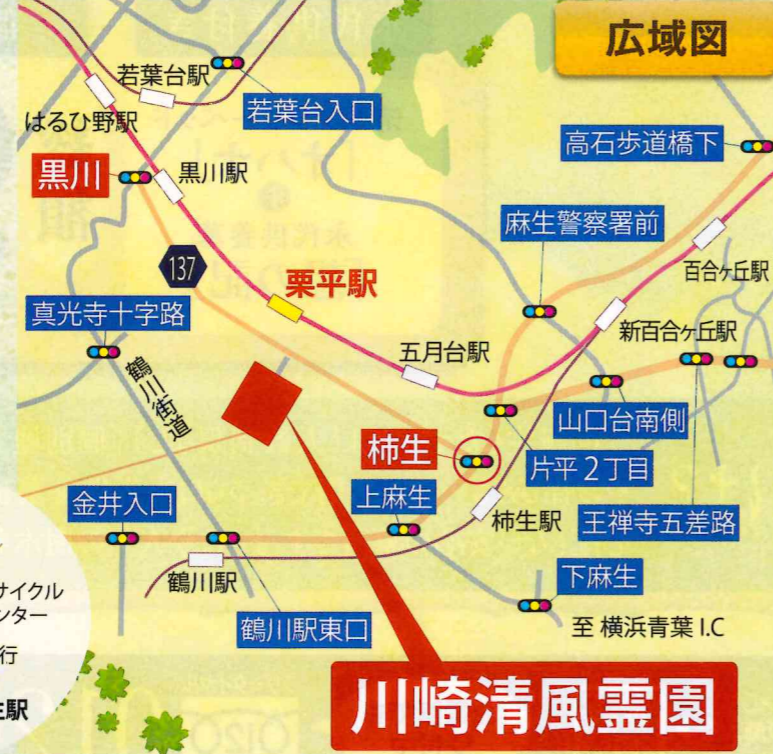 広域図
若葉台駅
若葉台入口
はるひ野駅
高石歩道橋下
黒川
黒川駅
麻生警察署前
137
栗平駅
百合ヶ丘駅
真光寺十字路
新百合ヶ丘駅
五月台駅
鶴川街道
山口台南側
柿生
片平2丁目
金井入口
上麻生
柿生駅
王禅寺五差路
鶴川駅
下麻生
鶴川駅東口
至 横浜青葉 I.C
サイクル
ンター
行
生駅
川崎清風霊園